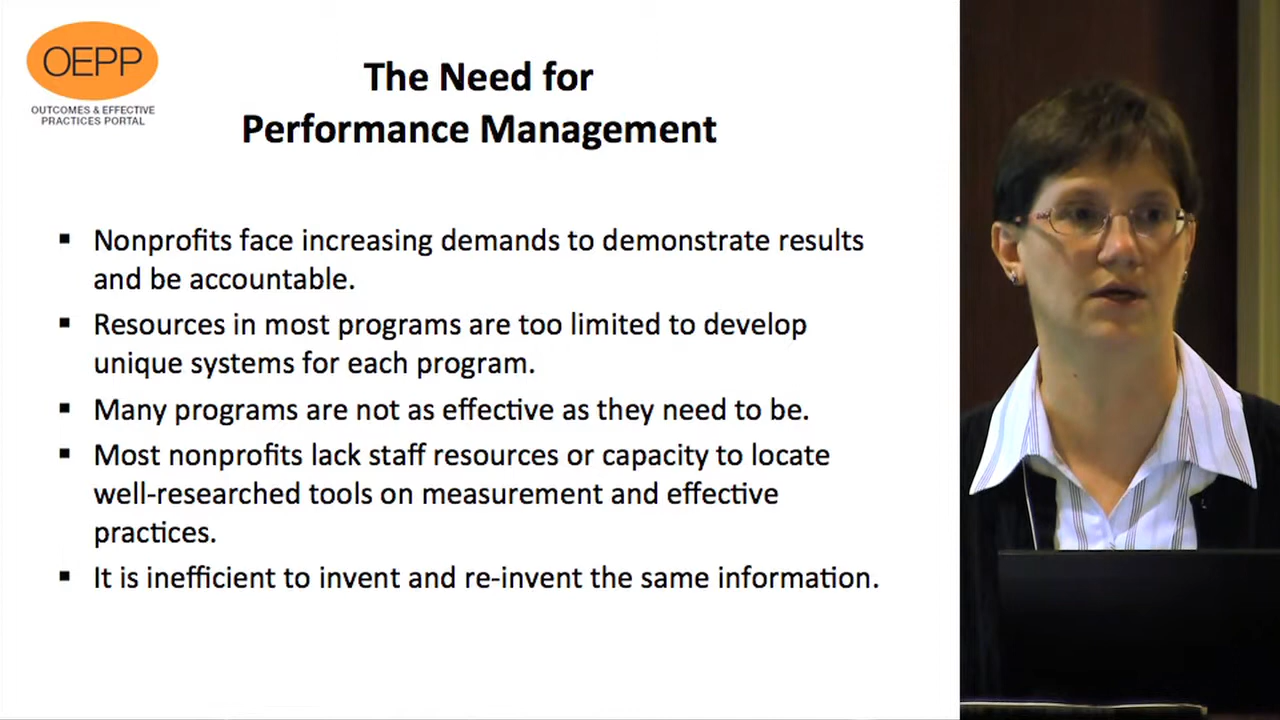 OEPP
OUTCOMES & EFFECTIVE
PRACTICES PORTAL
The Need for
Performance Management
▪ Nonprofits face increasing demands to demonstrate results
and be accountable.
▪ Resources in most programs are too limited to develop
unique systems for each program.
▪ Many programs are not as effective as they need to be.
▪ Most nonprofits lack staff resources or capacity to locate
well-researched tools on measurement and effective
practices.
▪ It is inefficient to invent and re-invent the same information.